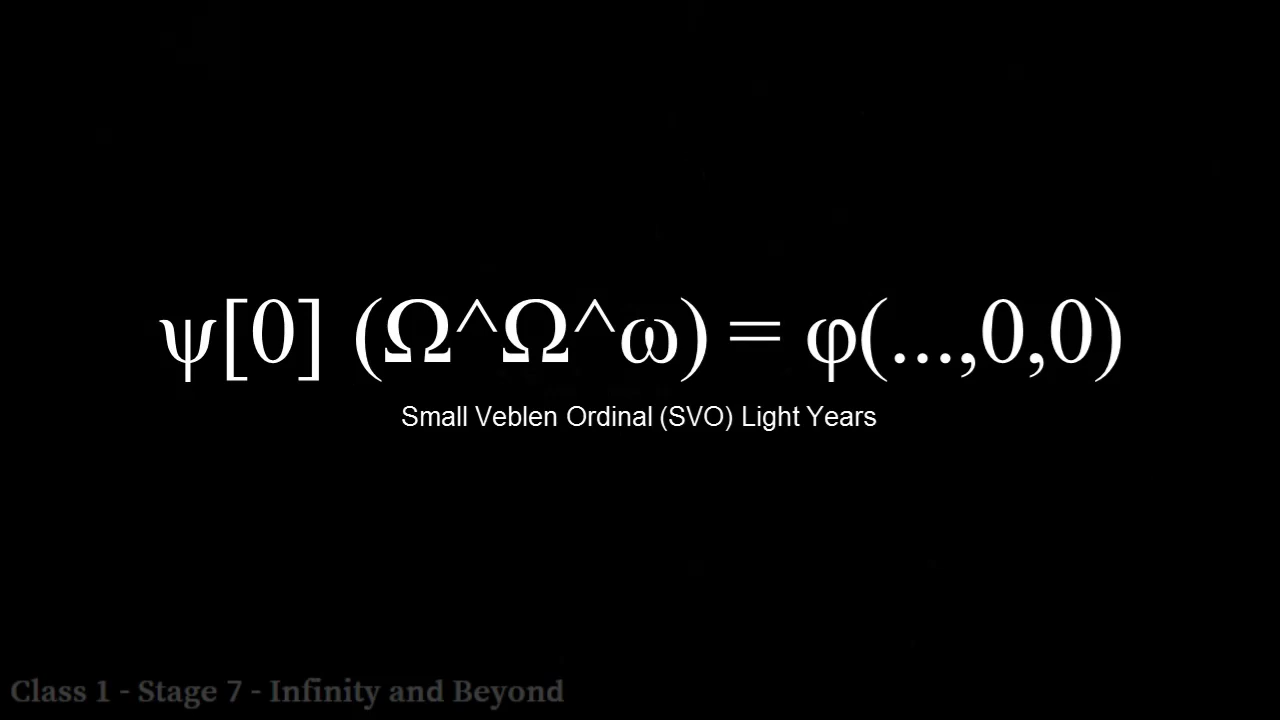 ψ[0] (Ω^Ω^ω) = φ(...,0,0)
Small Veblen Ordinal (SVO) Light Years
Class 1 - Stage 7 - Infinity and Beyond